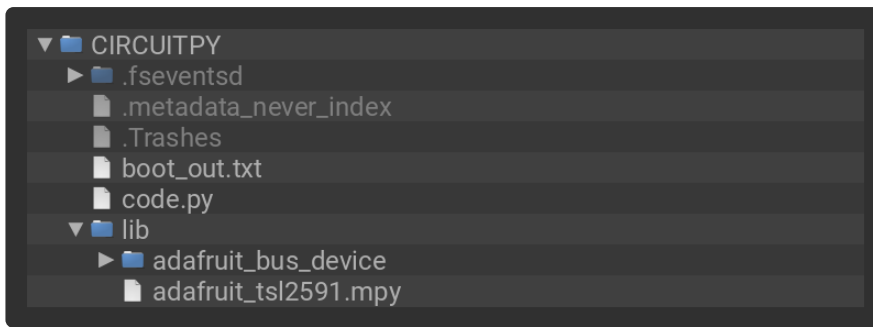 CIRCUITPY
.fseventsd
.metadata_never_index
.Trashes
boot_out.txt
code.py
lib
adafruit_bus_device
adafruit_tsl2591.mpy